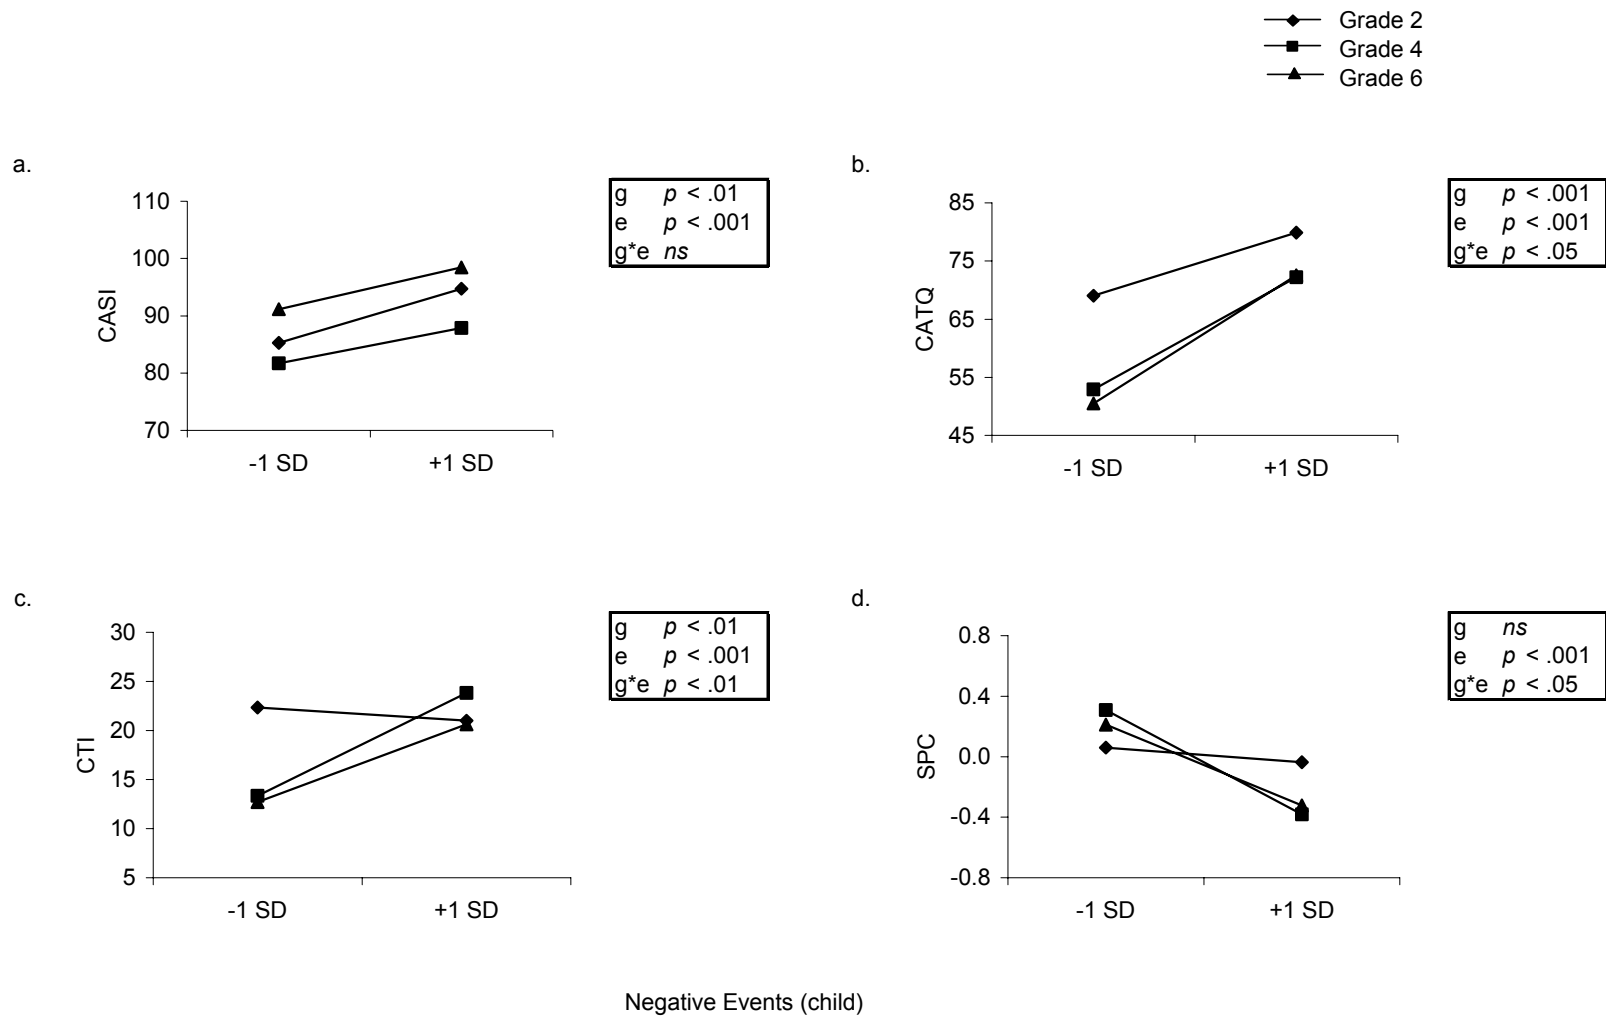 Grade 2
Grade 4
Grade 6
a.
110
100
90
80
70
CASI
-1 SD +1 SD
g p < .01
e p < .001
g*e ns
b.
85
75
65
55
45
CATQ
-1 SD +1 SD
g p < .001
e p < .001
g*e p < .05
c.
30
25
20
15
10
5
CTI
-1 SD +1 SD
g p < .01
e p < .001
g*e p < .01
d.
0.8
0.4
0.0
-0.4
-0.8
SPC
-1 SD +1 SD
g ns
e p < .001
g*e p < .05
Negative Events (child)